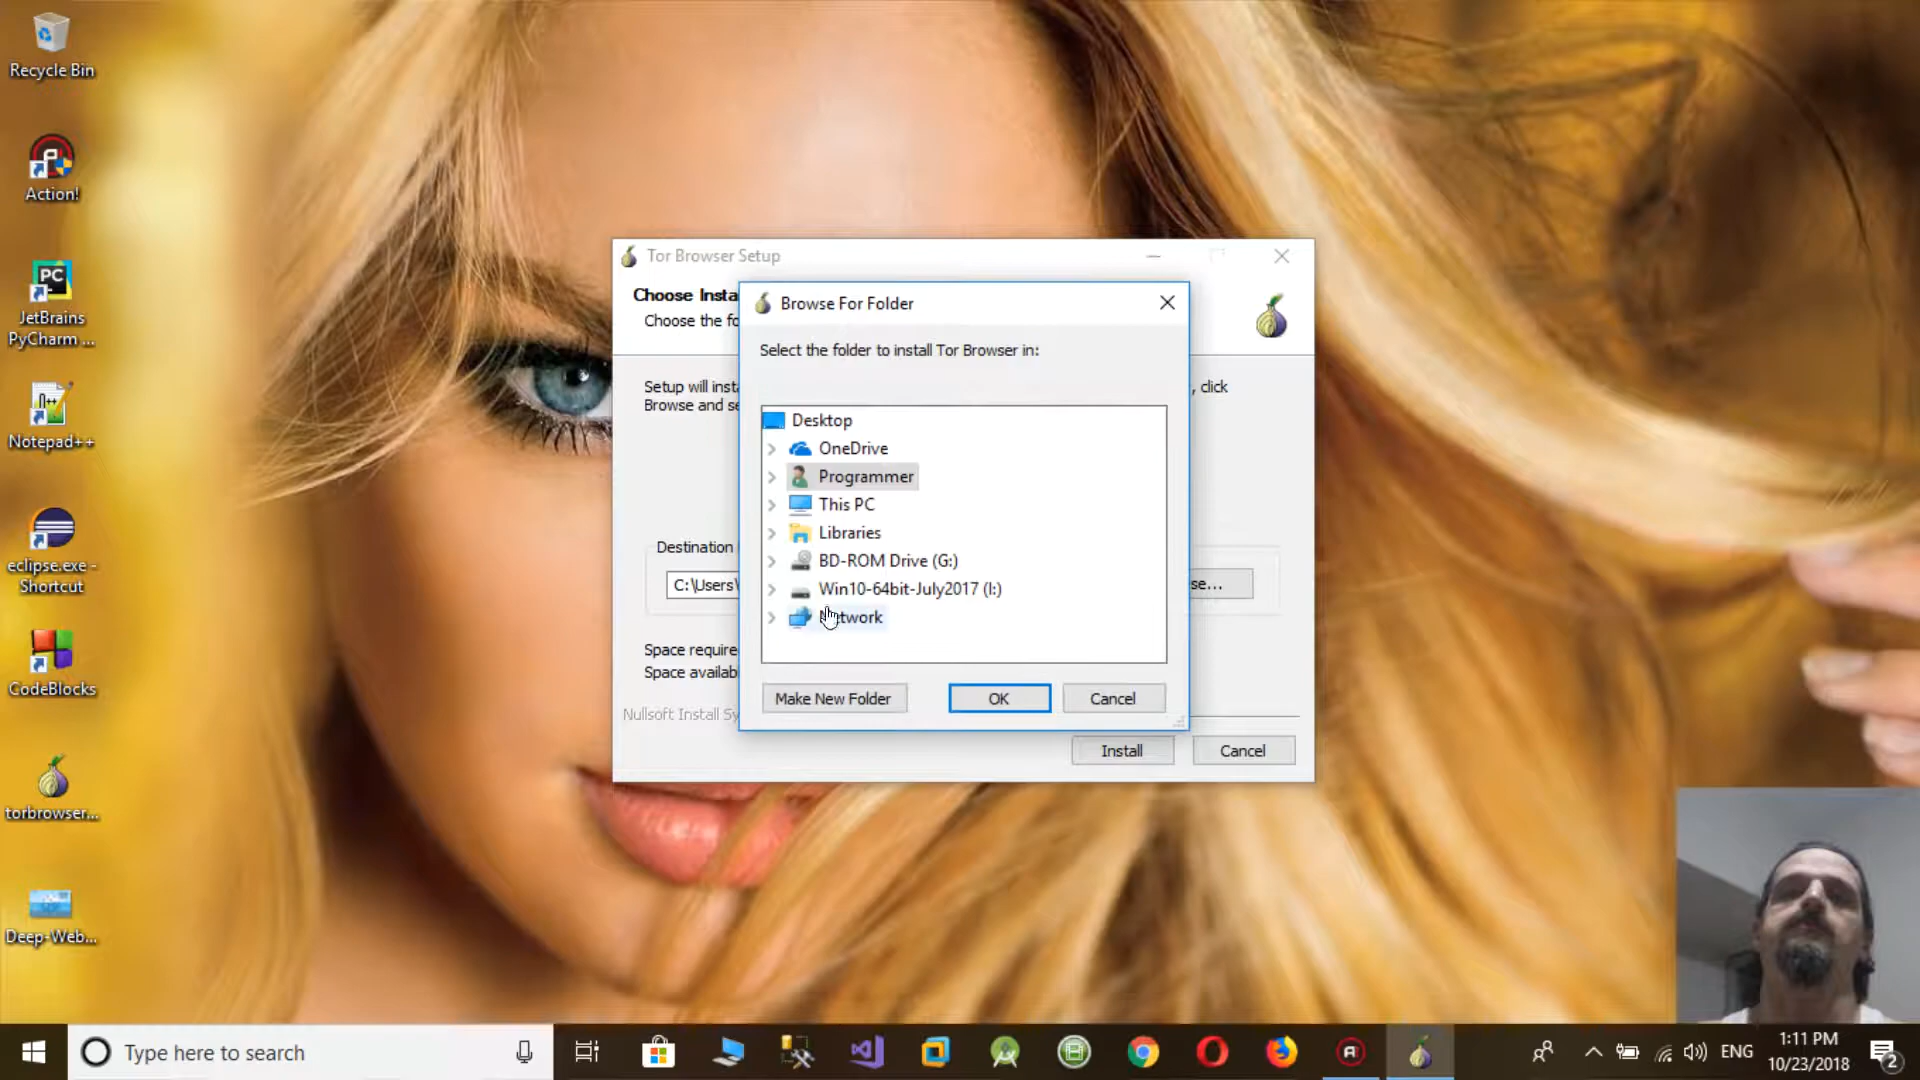 Recycle Bin
Action!
JetBrains
PyCharm ...
Notepad++
eclipse.exe -
Shortcut
CodeBlocks
torbrowser...
Deep-Web...
Tor Browser Setup
Choose Insta
Choose the fo
Setup will insta
, click
Browse and se
Destination
C:\Users\
se...
Space require
Space availab
Nullsoft Install Sy
Install
Cancel
Browse For Folder
Select the folder to install Tor Browser in:
Desktop
OneDrive
Programmer
This PC
Libraries
BD-ROM Drive (G:)
Win10-64bit-July2017 (I:)
Network
Make New Folder
OK
Cancel
Type here to search
ENG
1:11 PM
10/23/2018
2